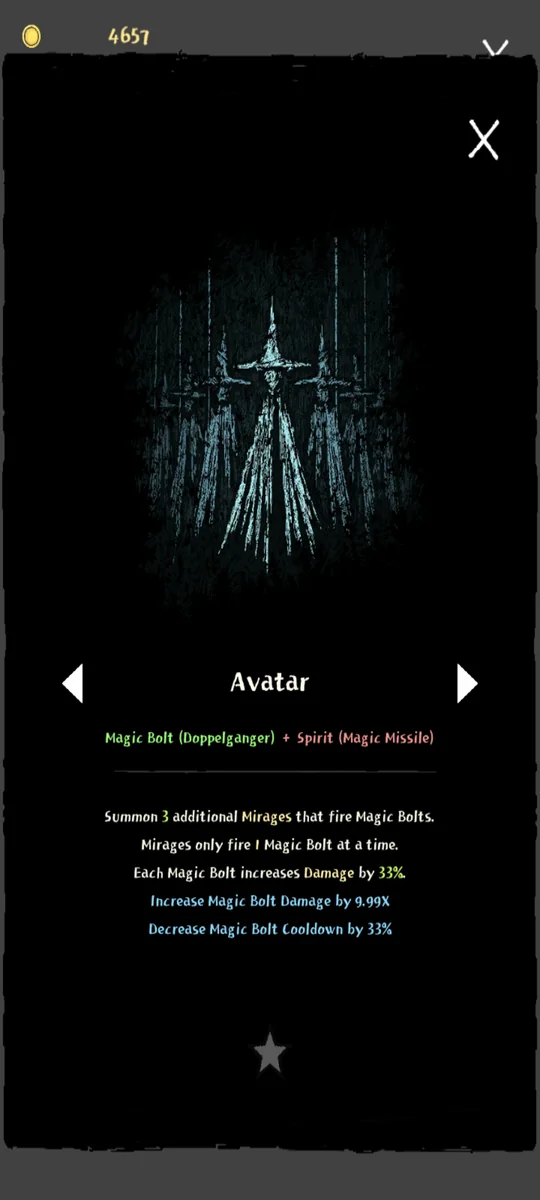 4657
X
Avatar
Magic Bolt (Doppelganger) + Spirit (Magic Missile)
Summon 3 additional Mirages that fire Magic Bolts.
Mirages only fire 1 Magic Bolt at a time.
Each Magic Bolt increases Damage by 33%.
Increase Magic Bolt Damage by 9.99X
Decrease Magic Bolt Cooldown by 33%